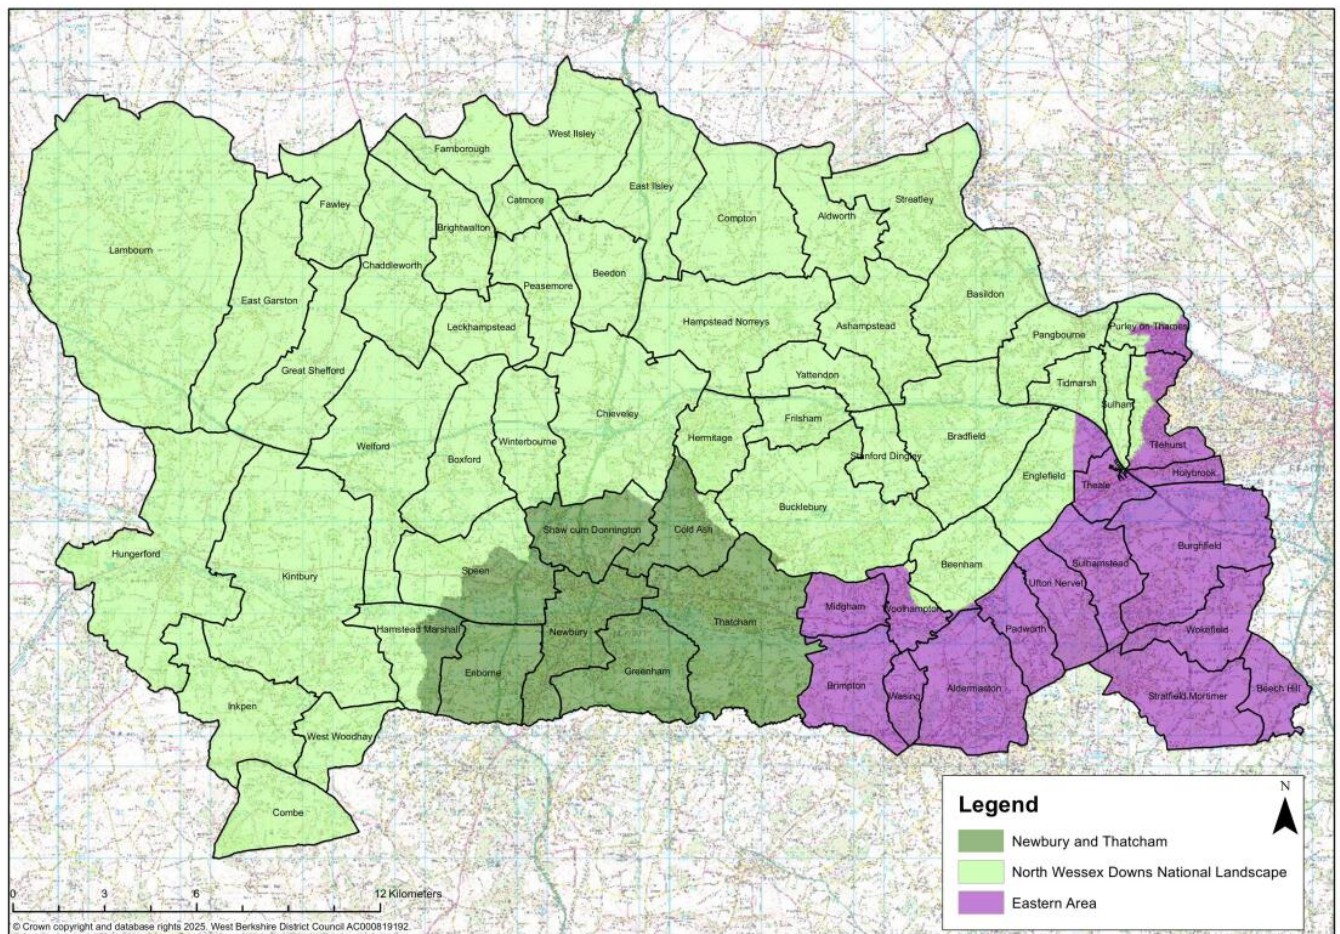 West Ilsley
Farnborough
East Ilsley
Catmore
Fawley
Streatley
Aldworth
Compton
Brightwalton
Lambourn
Chaddleworth
Beedon
Peasemore
Basildon
East Garston
Hampstead Norreys
Ashampstead
Leckhampstead
Purley on Thames
Pangbourne
Great Shefford
Yattendon
Tidmarsh
Sulham
Chieveley
Frilsham
Hermitage
Bradfield
Winterbourne
Welford
Boxford
Stanford Dingley
Tilehurst
Englefield
Holybrook
Theale
Bucklebury
Shaw cum Donnington
Cold Ash
Burghfield
Hungerford
Beenham
Sulhamstead
Speen
Kintbury
Ufton Nervet
Midgham
Woolhampton
Thatcham
Hamstead Marshall
Newbury
Padworth
Wokefield
Enborne
Greenham
Brimpton
Wasing
Aldermaston
Stratfield Mortimer
Beech Hill
Inkpen
West Woodhay
Combe
N
Legend
Newbury and Thatcham
North Wessex Downs National Landscape
Eastern Area
0 3 6 12 Kilometers
© Crown copyright and database rights 2025. West Berkshire District Council AC000819192.